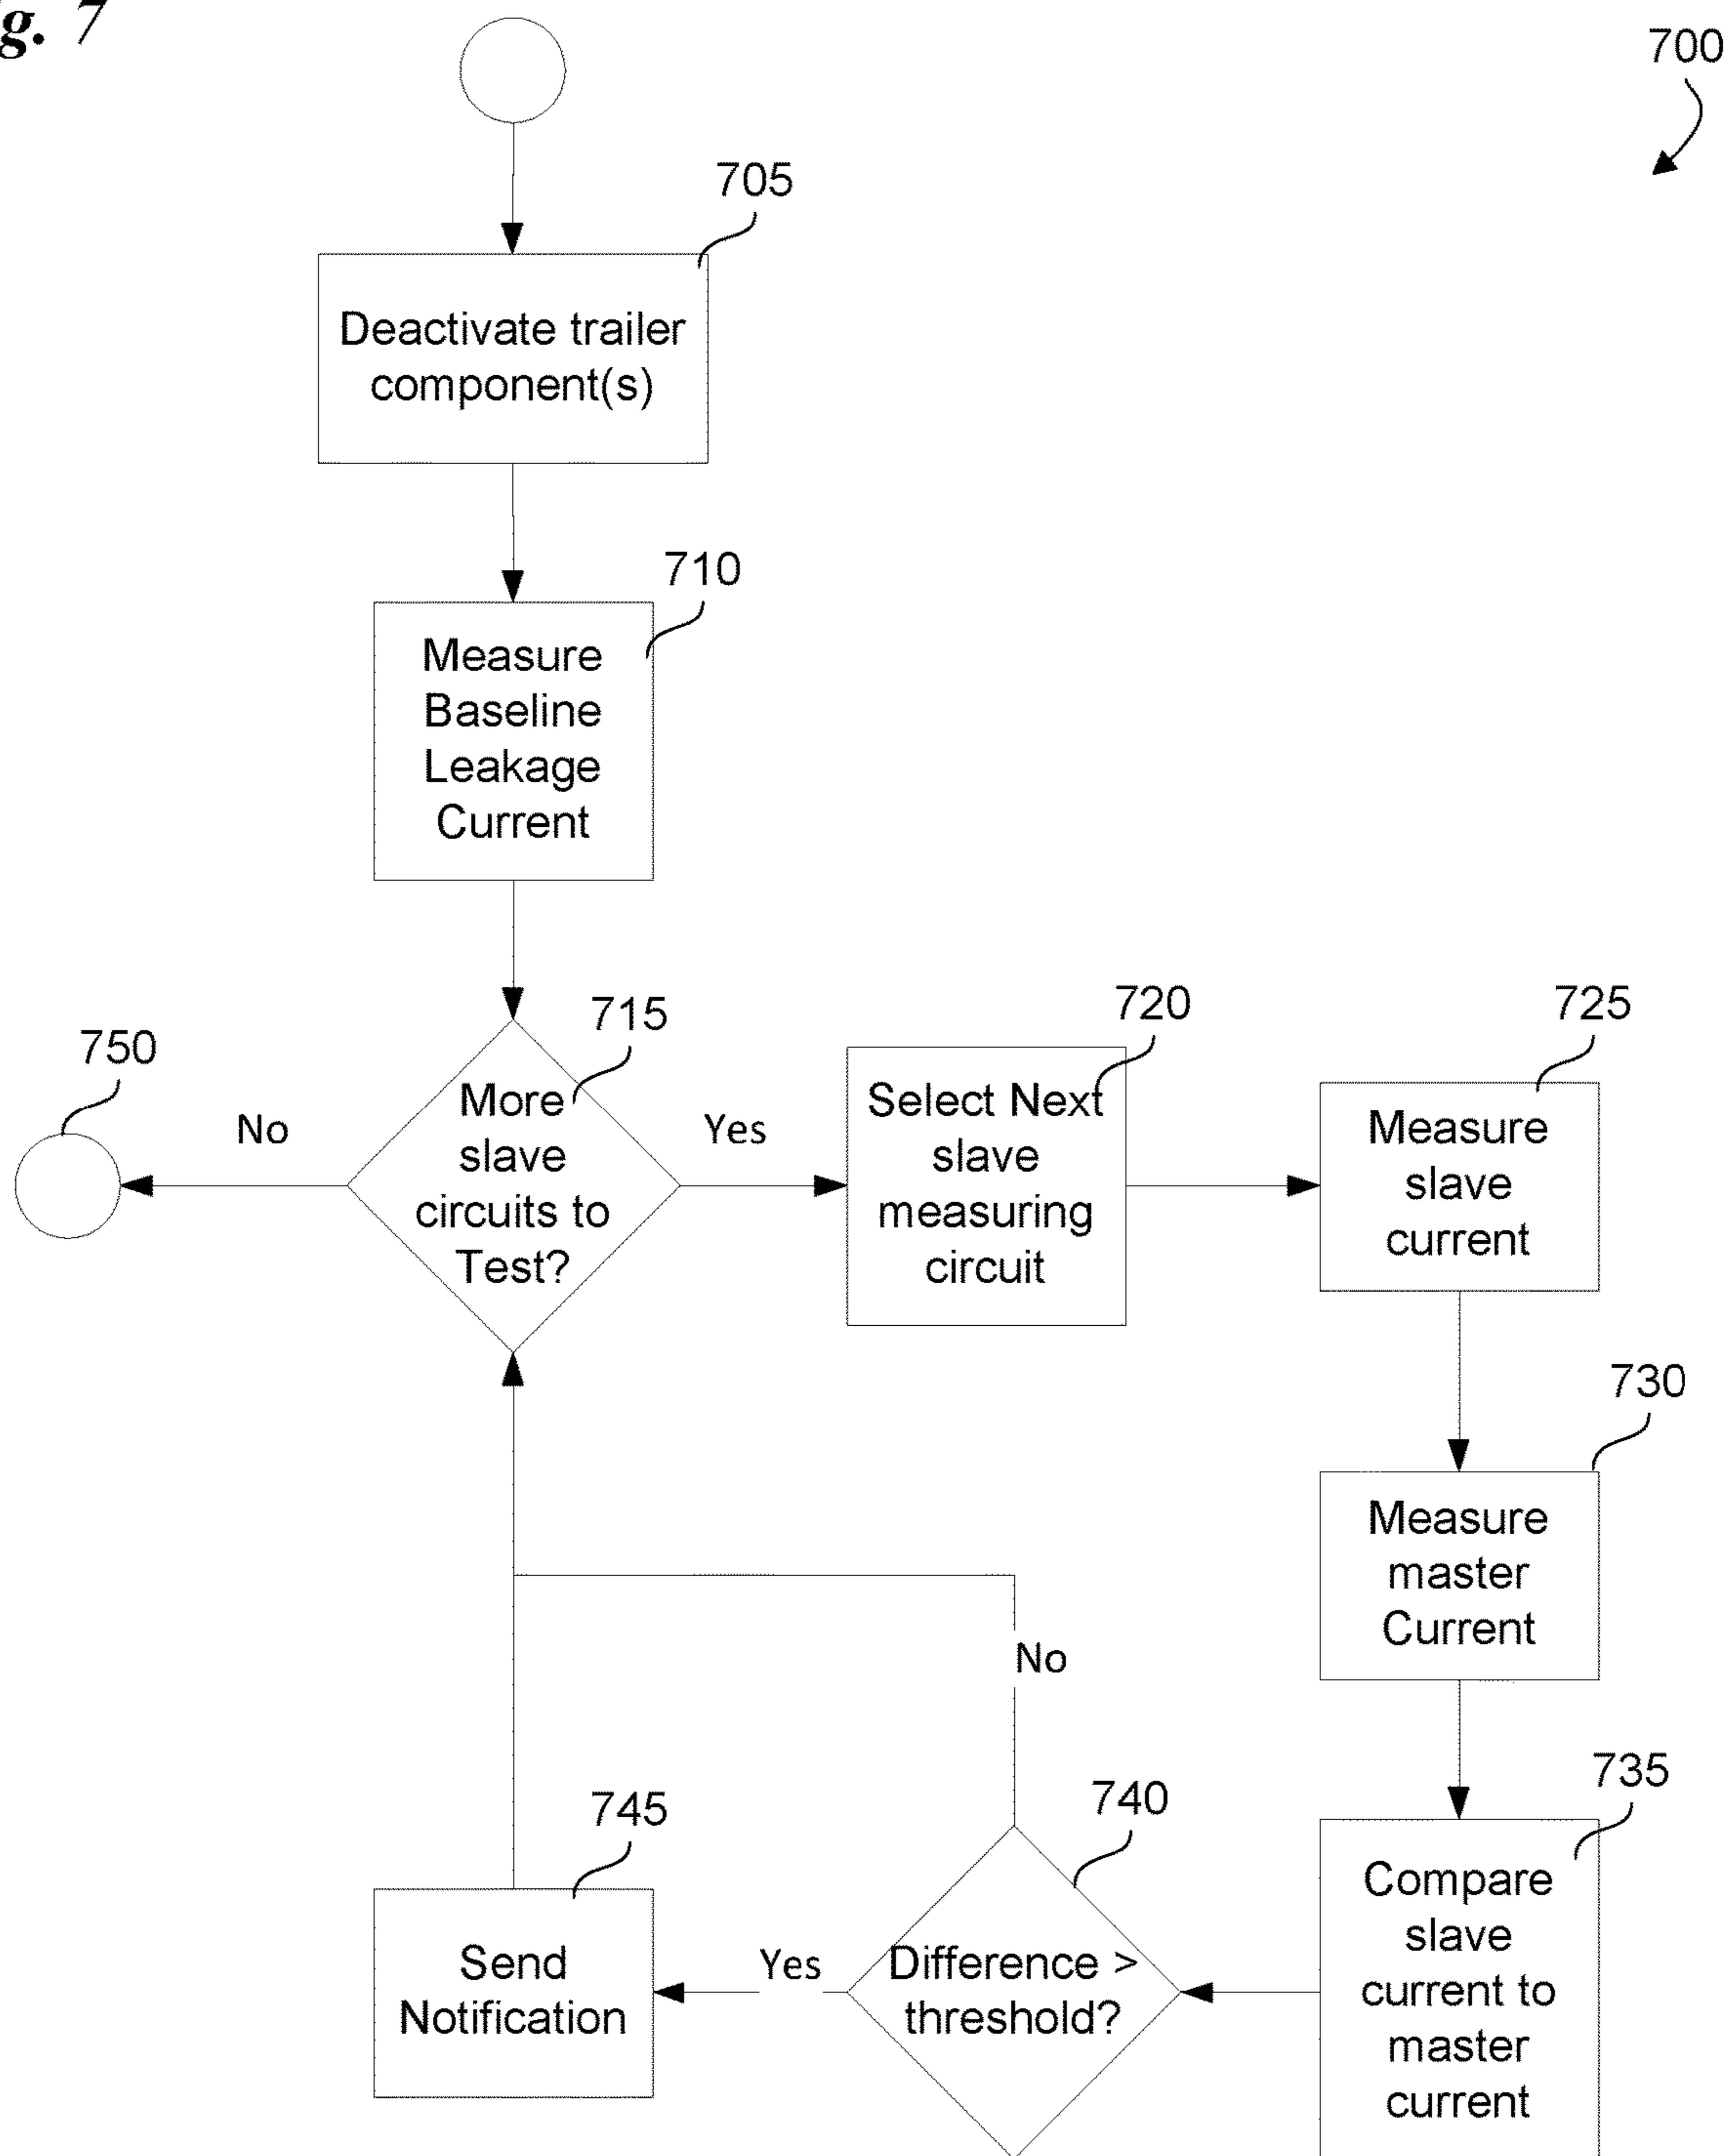 g. 7
700
705
Deactivate trailer
component(s)
710
Measure
Baseline
Leakage
Current
715
More
slave
circuits to
Test?
750
No
Yes
720
Select Next
slave
measuring
circuit
725
Measure
slave
current
730
Measure
master
Current
735
Compare
slave
current to
master
current
740
Difference >
threshold?
No
Yes
745
Send
Notification